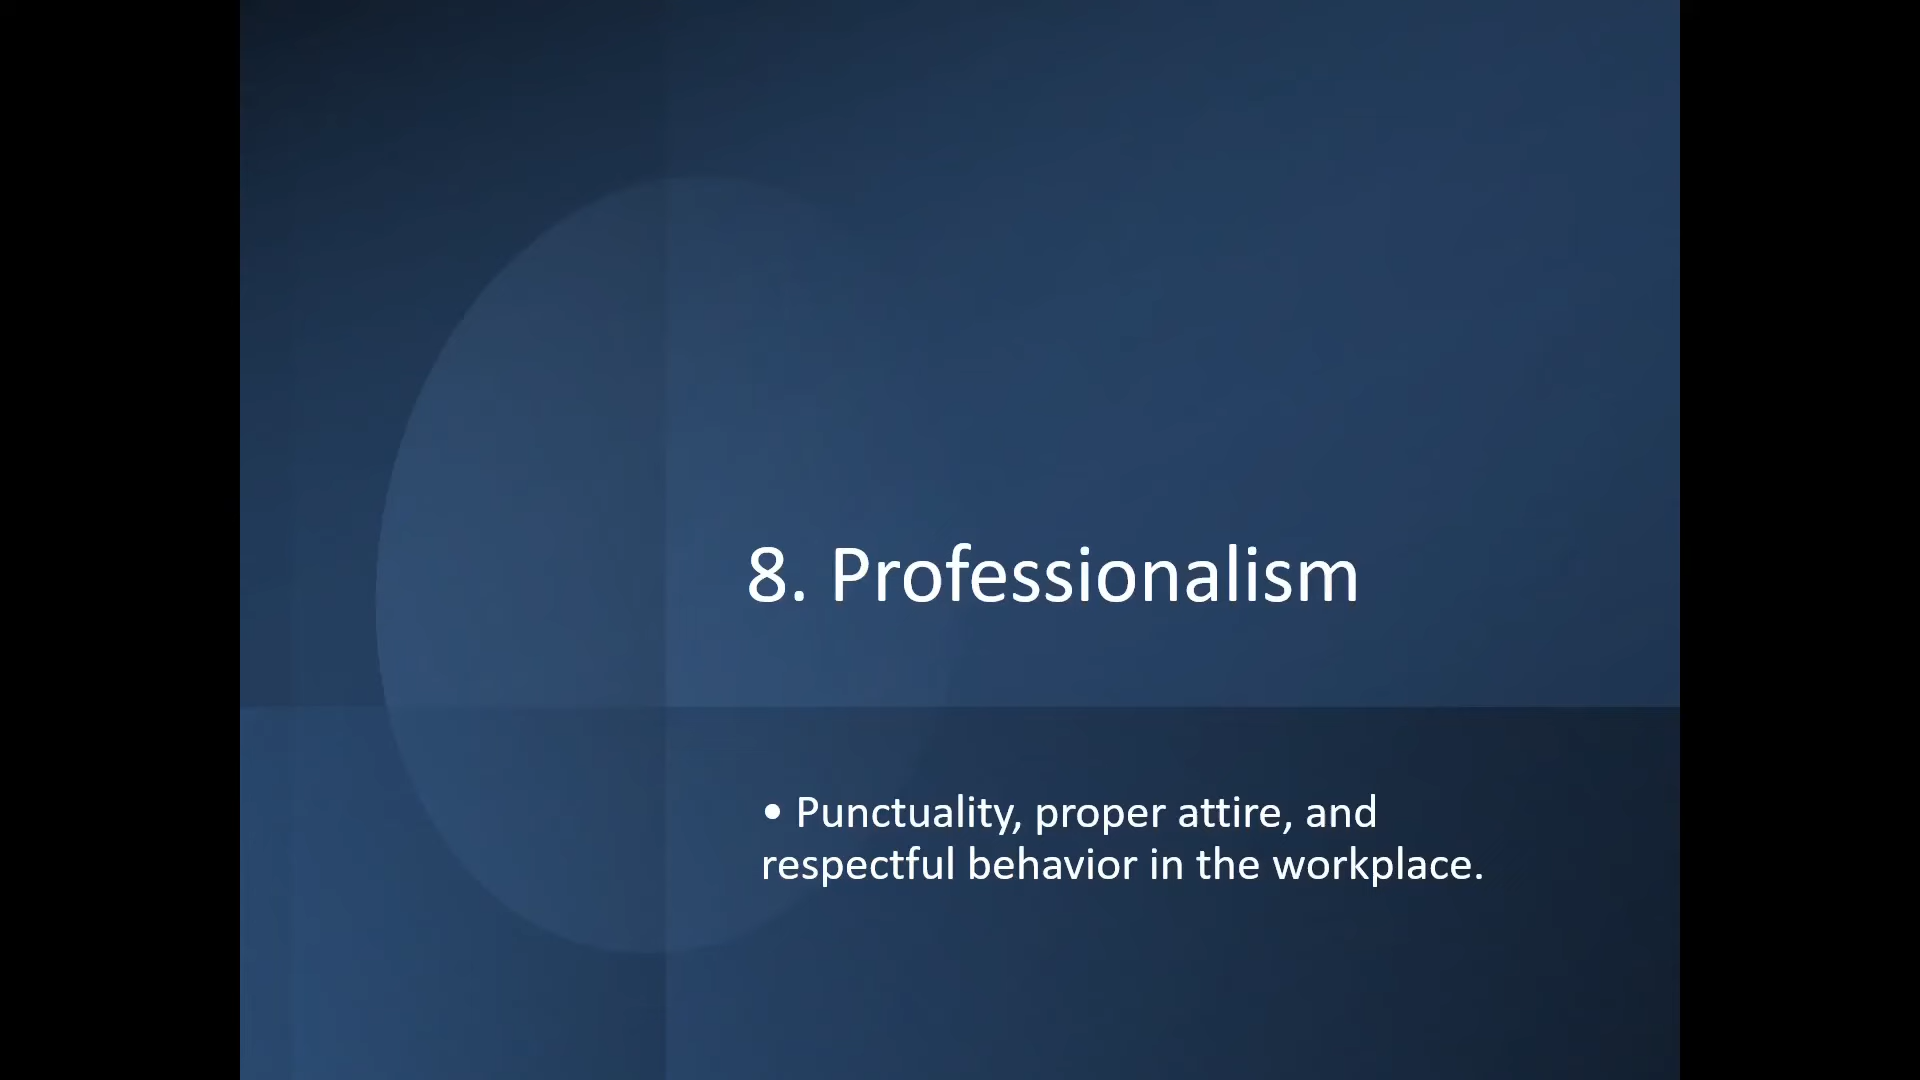 8. Professionalism
• Punctuality, proper attire, and
respectful behavior in the workplace.